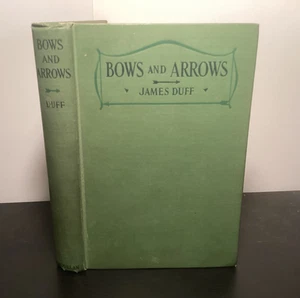 BOWS
AND
ARROWS
DUFF
BOWS AND ARROWS
JAMES DUFF